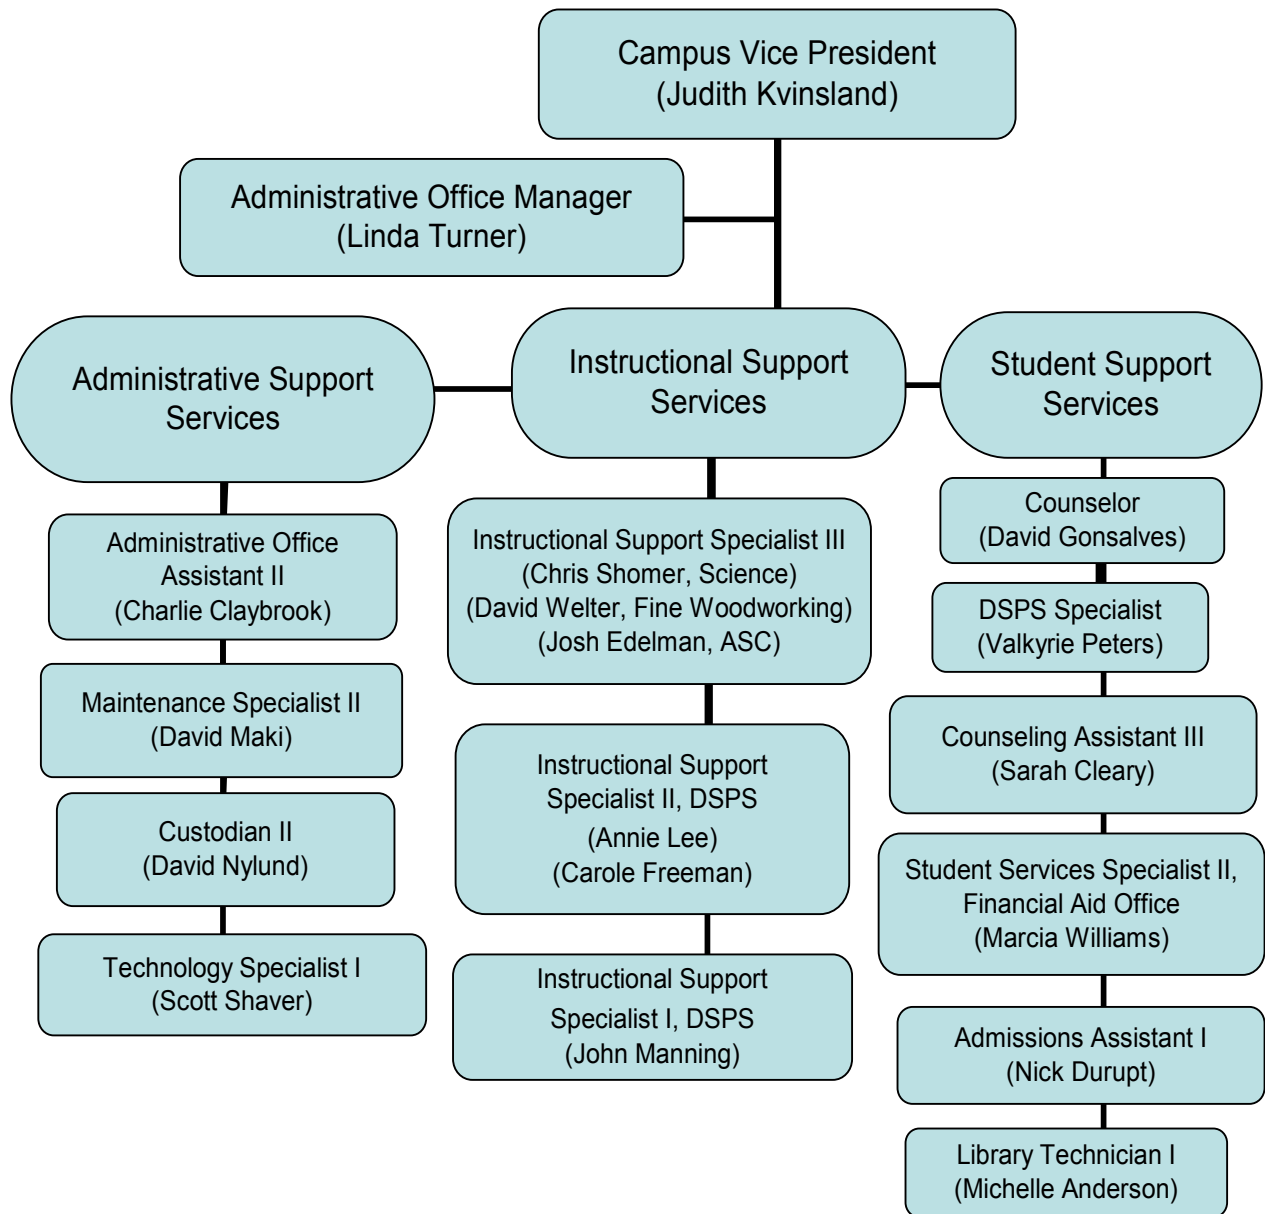 Campus Vice President
(Judith Kvinsland)
Administrative Office Manager
(Linda Turner)
Administrative Support
Services
Instructional Support
Services
Student Support
Services
Administrative Office
Assistant II
(Charlie Claybrook)
Maintenance Specialist II
(David Maki)
Custodian II
(David Nylund)
Technology Specialist I
(Scott Shaver)
Instructional Support Specialist III
(Chris Shomer, Science)
(David Welter, Fine Woodworking)
(Josh Edelman, ASC)
Instructional Support
Specialist II, DSPS
(Annie Lee)
(Carole Freeman)
Instructional Support
Specialist I, DSPS
(John Manning)
Counselor
(David Gonsalves)
DSPS Specialist
(Valkyrie Peters)
Counseling Assistant III
(Sarah Cleary)
Student Services Specialist II,
Financial Aid Office
(Marcia Williams)
Admissions Assistant I
(Nick Durupt)
Library Technician I
(Michelle Anderson)